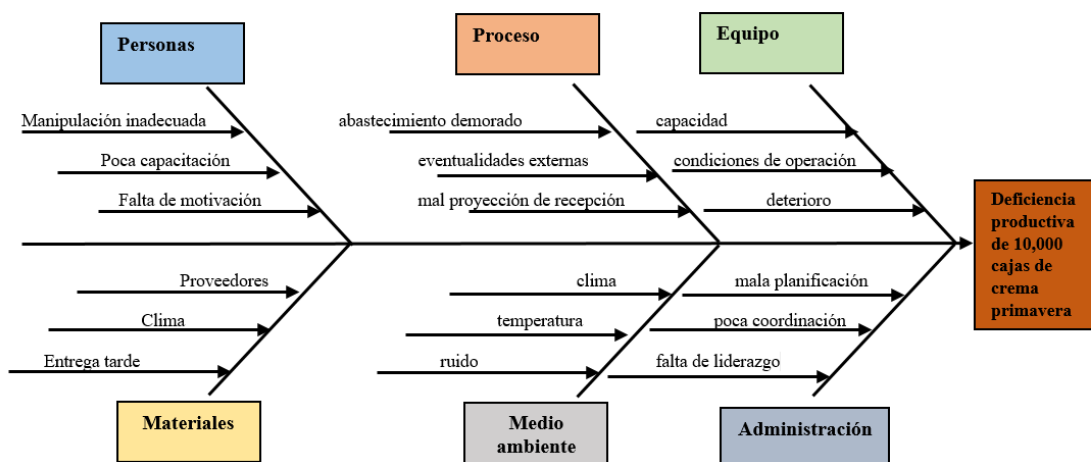 Personas
Proceso
Equipo
Manipulación inadecuada
Poca capacitación
Falta de motivación
abastecimiento demorado
eventualidades externas
mal proyección de recepción
capacidad
condiciones de operación
deterioro
Deficiencia
productiva
de 10,000
cajas de
crema
primavera
Proveedores
Clima
Entrega tarde
clima
temperatura
ruido
mala planificación
poca coordinación
falta de liderazgo
Materiales
Medio
ambiente
Administración